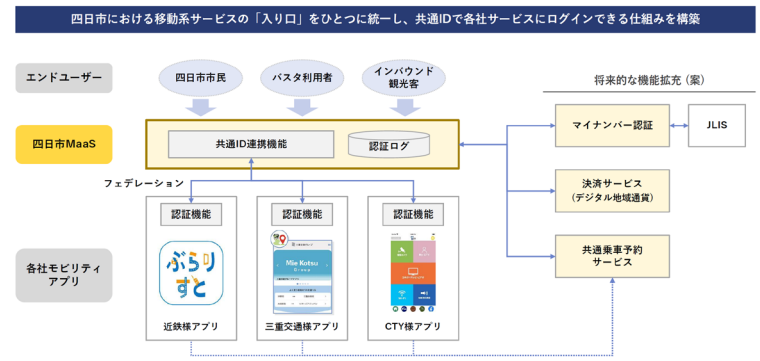 四日市における移動系サービスの「入り口」をひとつに統一し、共通IDで各社サービスにログインできる仕組みを構築
エンドユーザー
四日市市民
バスタ利用者
インバウンド
観光客
将来的な機能拡充（案）
四日市MaaS
共通ID連携機能
認証ログ
マイナンバー認証
JLIS
フェデレーション
決済サービス
（デジタル地域通貨）
認証機能
認証機能
認証機能
共通乗車予約
サービス
各社モビリティ
アプリ
ぶらり
すと
Mie Kotsu
近鉄様アプリ
三重交通様アプリ
CTY様アプリ